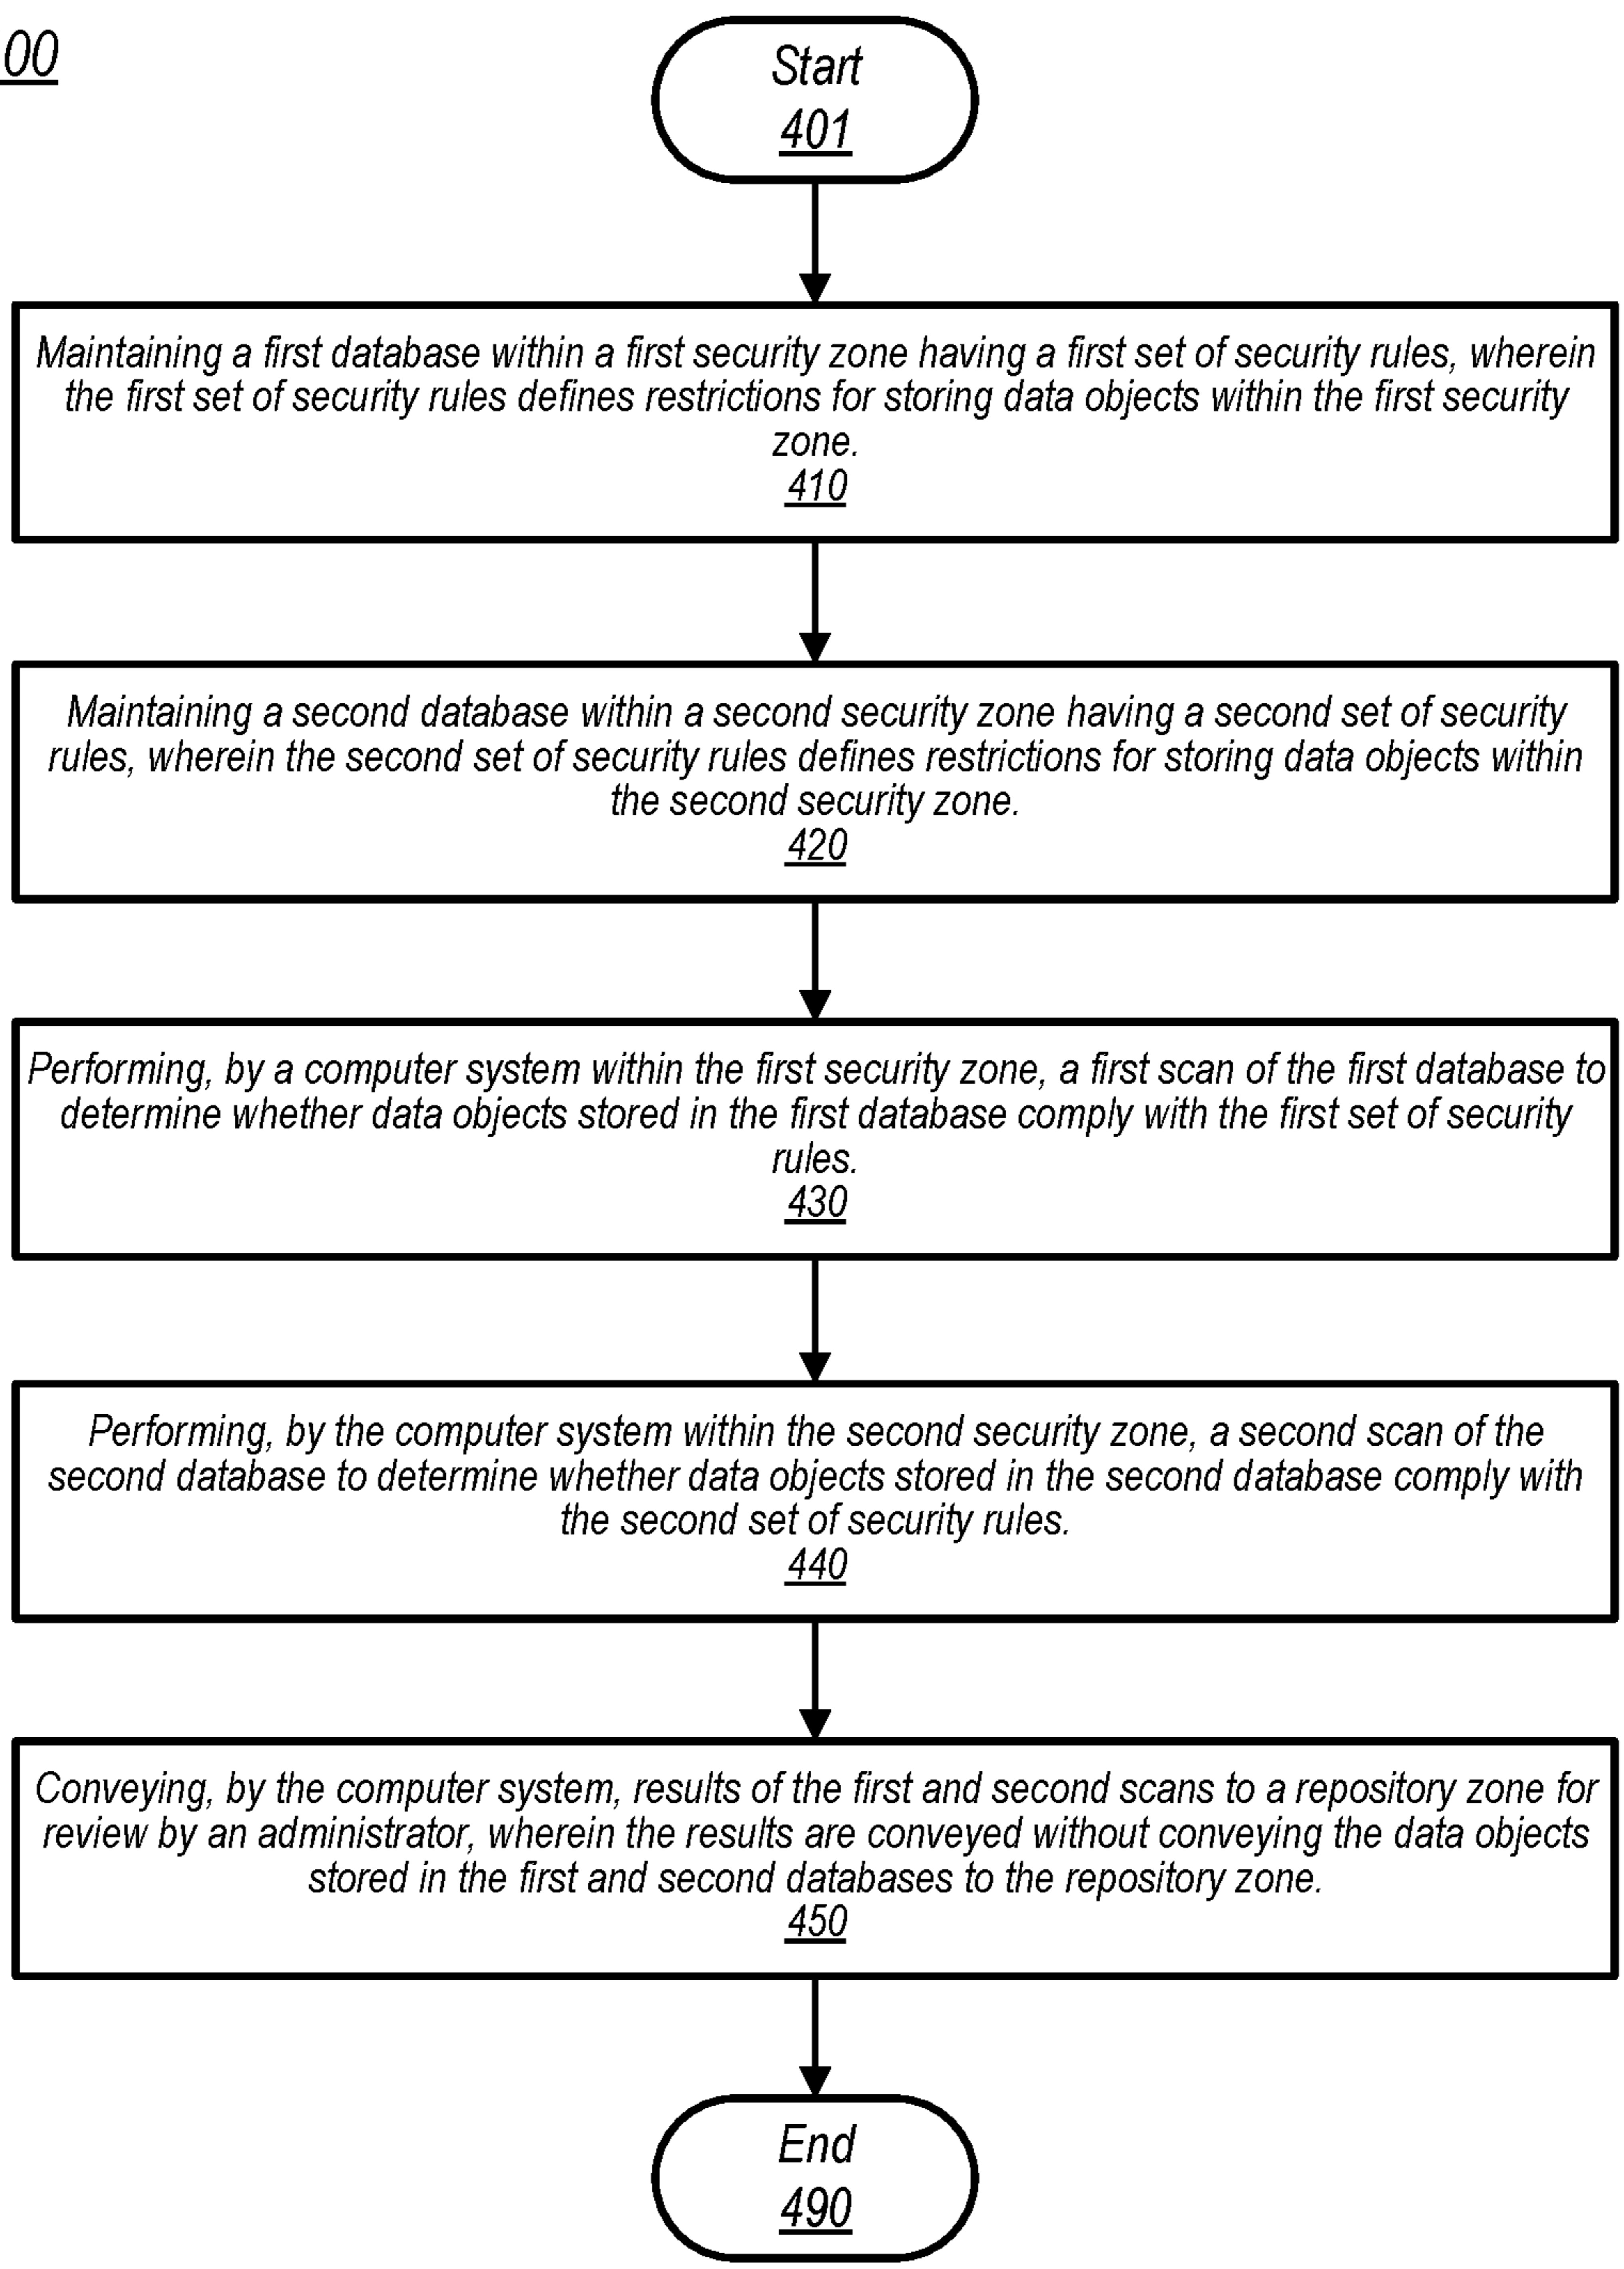 00
Start
401
Maintaining a first database within a first security zone having a first set of security rules, wherein
the first set of security rules defines restrictions for storing data objects within the first security
zone.
410
Maintaining a second database within a second security zone having a second set of security
rules, wherein the second set of security rules defines restrictions for storing data objects within
the second security zone.
420
Performing, by a computer system within the first security zone, a first scan of the first database to
determine whether data objects stored in the first database comply with the first set of security
rules.
430
Performing, by the computer system within the second security zone, a second scan of the
second database to determine whether data objects stored in the second database comply with
the second set of security rules.
440
Conveying, by the computer system, results of the first and second scans to a repository zone for
review by an administrator, wherein the results are conveyed without conveying the data objects
stored in the first and second databases to the repository zone.
450
End
490